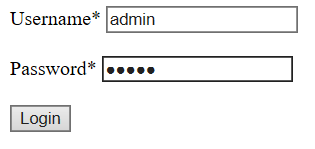 Username* admin
Password* •••••
Login